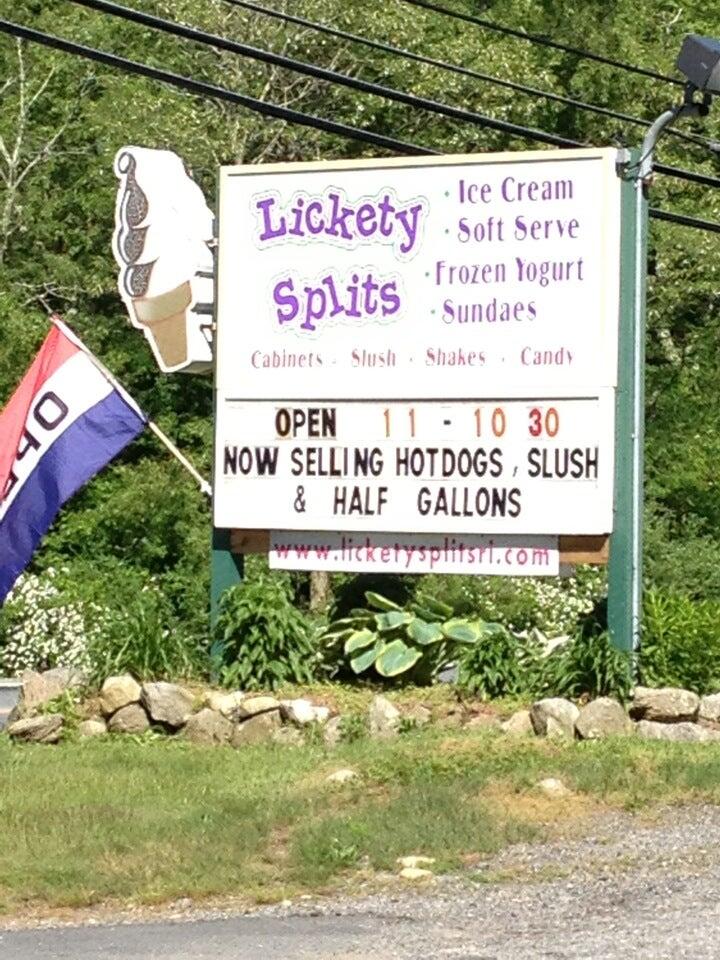 Lickety
Splits
· Ice Cream
· Soft Serve
· Frozen Yogurt
· Sundaes
Cabinets · Slush · Shakes · Candy
OPEN 11 - 10 30
NOW SELLING HOTDOGS, SLUSH
& HALF GALLONS
www.licketysplitsri.com